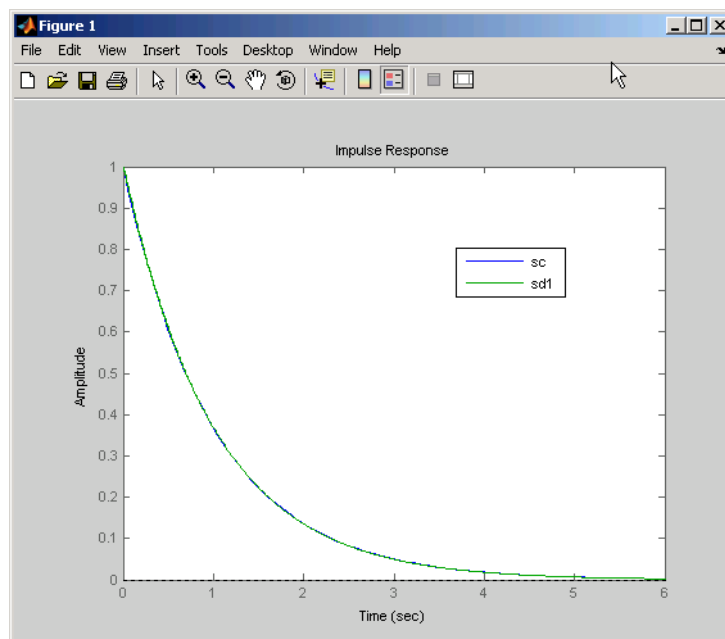 Figure 1
File Edit View Insert Tools Desktop Window Help
Impulse Response
1
0.9
0.8
0.7
0.6
0.5
0.4
0.3
0.2
0.1
0
Amplitude
sc
sd1
0 1 2 3 4 5 6
Time (sec)